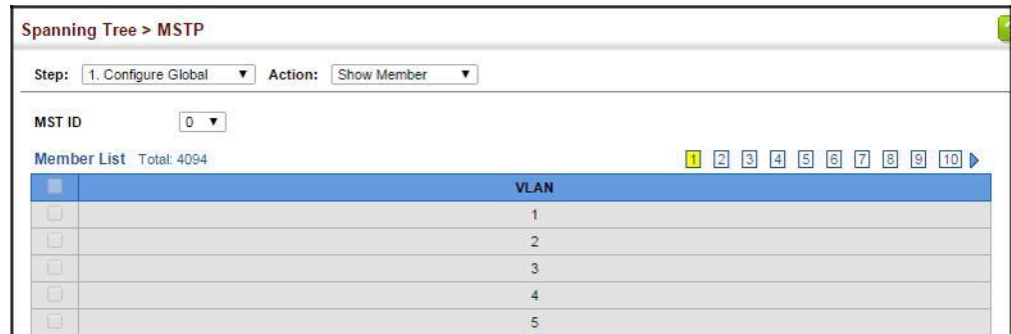 Spanning Tree > MSTP
Step: 1. Configure Global Action: Show Member
MST ID 0
Member List Total: 4094 1 2 3 4 5 6 7 8 9 10
VLAN
1
2
3
4
5